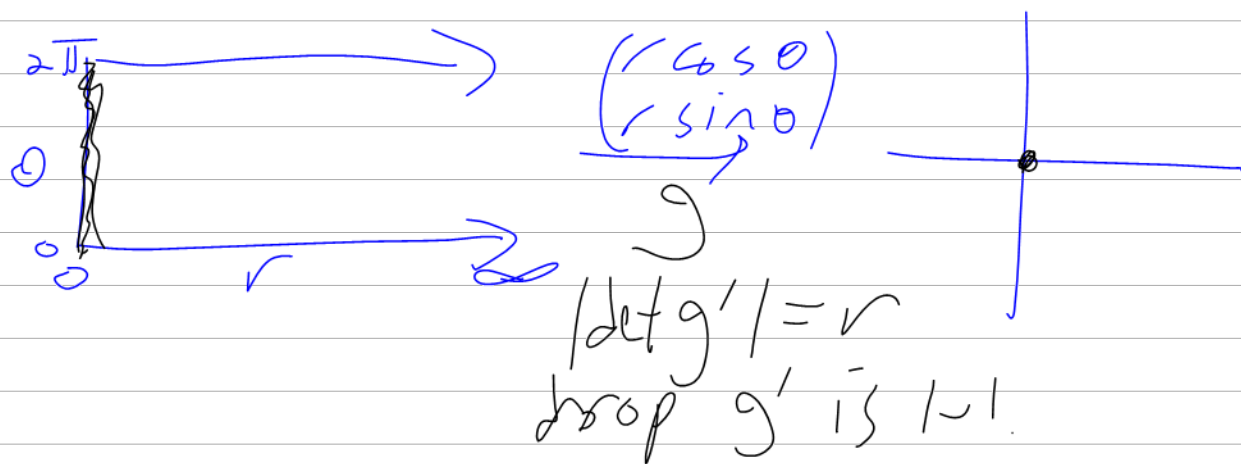 2π
(r cos θ
r sin θ)
θ
g
0
0
r
∞
|det g'| = r
drop g' is 1-1.